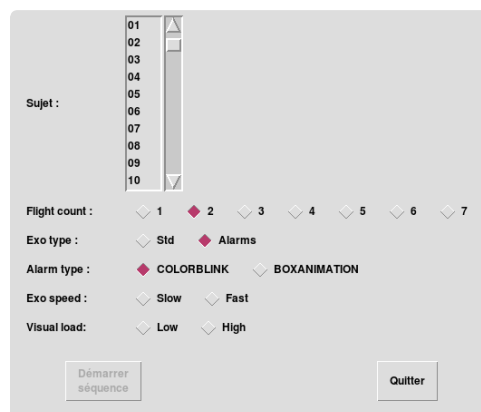 01
02
03
04
Sujet :
05
06
07
08
09
10
Flight count : 1 2 3 4 5 6 7
Exo type : Std Alarms
Alarm type : COLORBLINK BOXANIMATION
Exo speed : Slow Fast
Visual load: Low High
Démarrer
séquence
Quitter